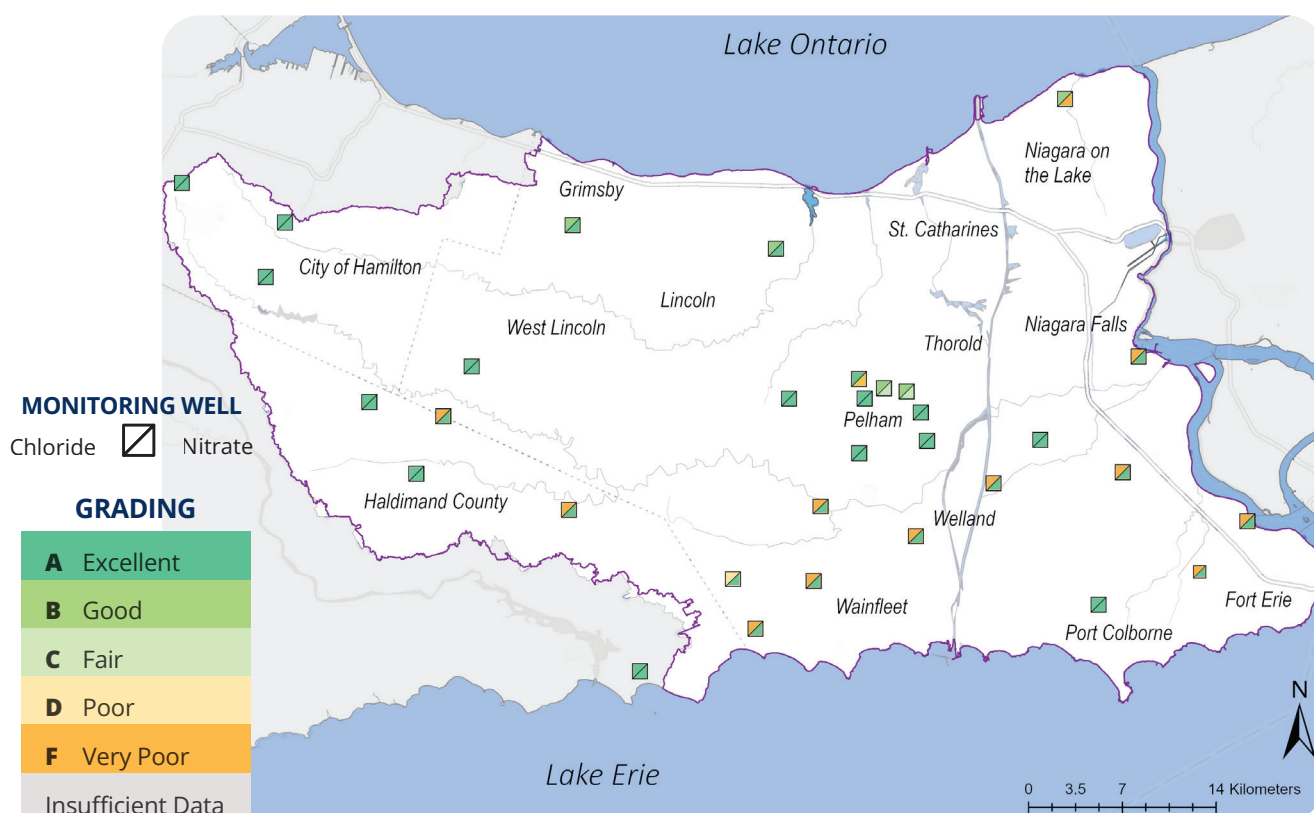 Lake Ontario
Niagara on
the Lake
Grimsby
St. Catharines
City of Hamilton
Lincoln
West Lincoln
Niagara Falls
Thorold
MONITORING WELL
Chloride
Nitrate
Pelham
Haldimand County
Welland
GRADING
A Excellent
B Good
C Fair
D Poor
F Very Poor
Insufficient Data
Wainfleet
Fort Erie
Port Colborne
N
Lake Erie
0 3.5 7 14 Kilometers